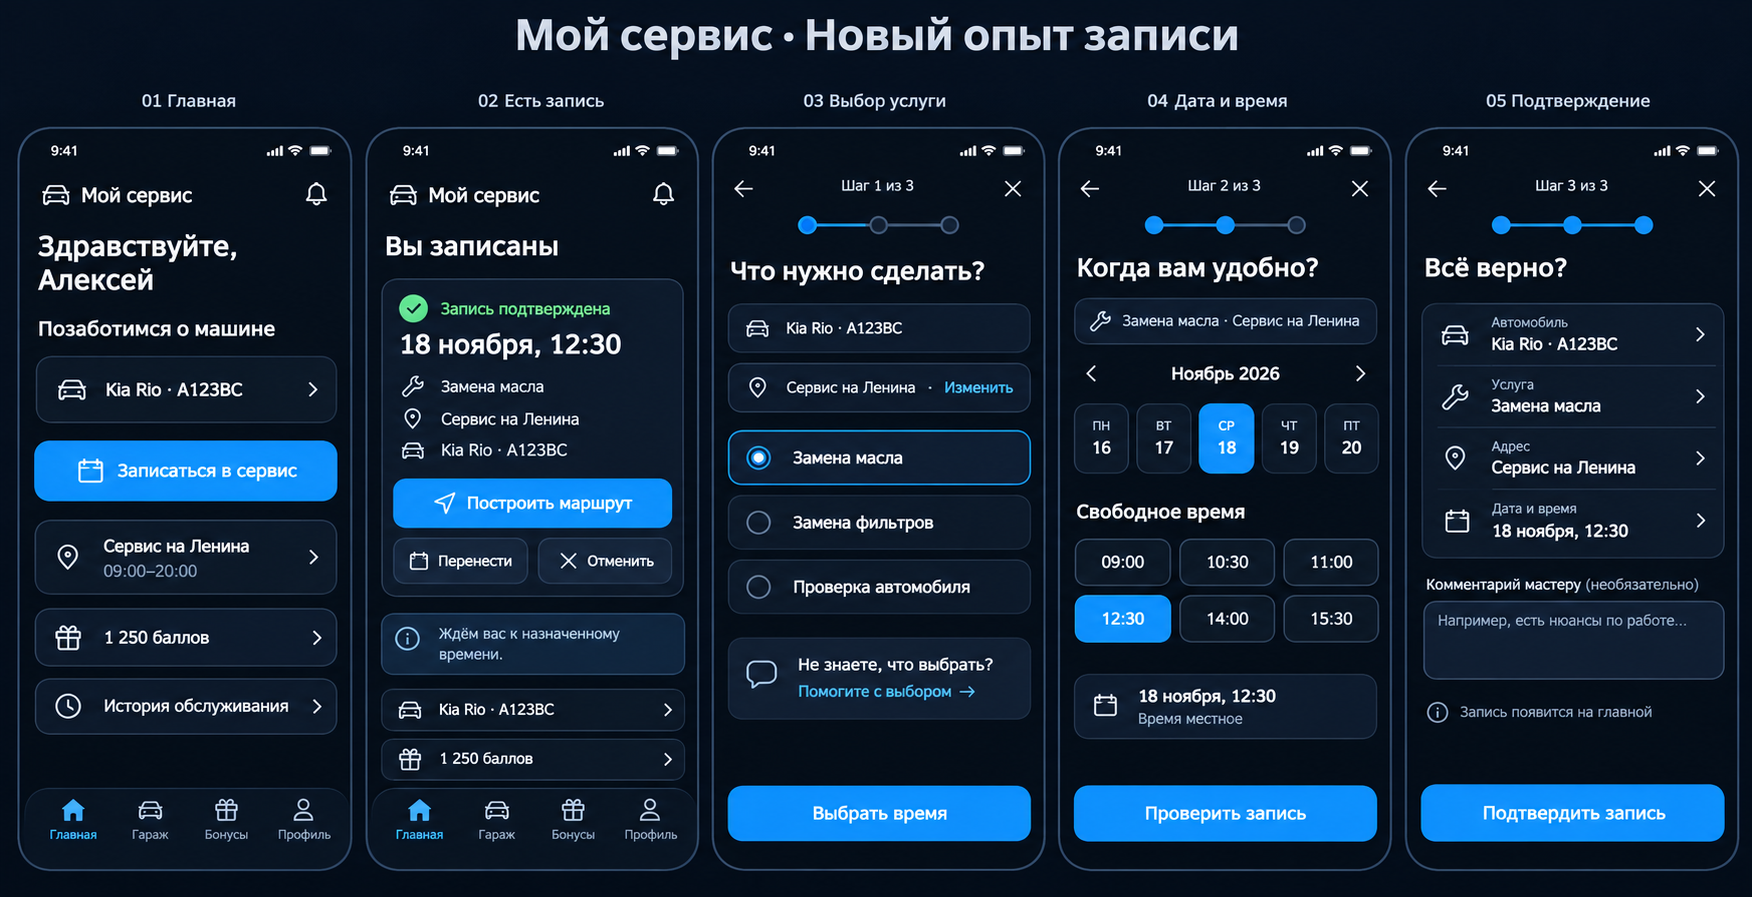 Мой сервис · Новый опыт записи
01 Главная
9:41
Мой сервис
Здравствуйте,
Алексей
Позаботимся о машине
Kia Rio · А123ВС
Записаться в сервис
Сервис на Ленина
09:00–20:00
1 250 баллов
История обслуживания
Главная
Гараж
Бонусы
Профиль
02 Есть запись
9:41
Мой сервис
Вы записаны
Запись подтверждена
18 ноября, 12:30
Замена масла
Сервис на Ленина
Kia Rio · А123ВС
Построить маршрут
Перенести
Отменить
Ждём вас к назначенному
времени.
Kia Rio · А123ВС
1 250 баллов
Главная
Гараж
Бонусы
Профиль
03 Выбор услуги
9:41
Шаг 1 из 3
Что нужно сделать?
Kia Rio · А123ВС
Сервис на Ленина · Изменить
Замена масла
Замена фильтров
Проверка автомобиля
Не знаете, что выбрать?
Помогите с выбором →
Выбрать время
04 Дата и время
9:41
Шаг 2 из 3
Когда вам удобно?
Замена масла · Сервис на Ленина
Ноябрь 2026
ПН ВТ СР ЧТ ПТ
16 17 18 19 20
Свободное время
09:00 10:30 11:00
12:30 14:00 15:30
18 ноября, 12:30
Время местное
Проверить запись
05 Подтверждение
9:41
Шаг 3 из 3
Всё верно?
Автомобиль
Kia Rio · А123ВС
Услуга
Замена масла
Адрес
Сервис на Ленина
Дата и время
18 ноября, 12:30
Комментарий мастеру (необязательно)
Например, есть нюансы по работе...
Запись появится на главной
Подтвердить запись